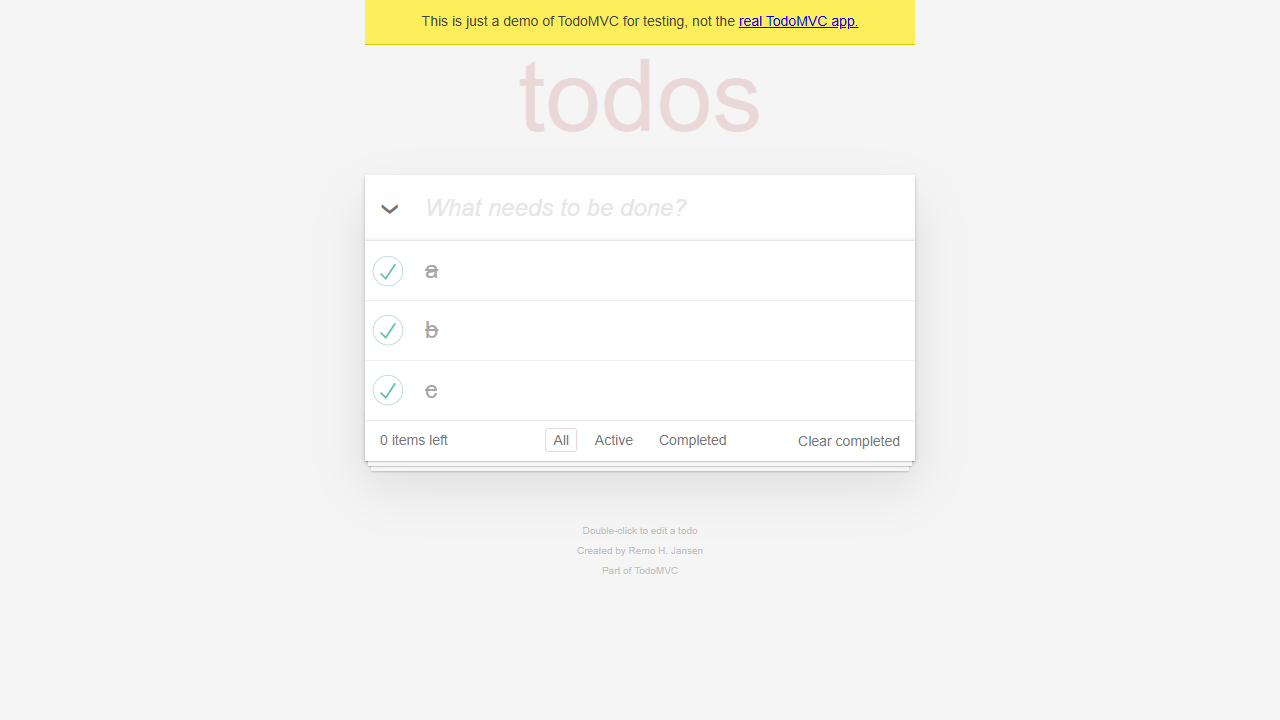 This is just a demo of TodoMVC for testing, not the real TodoMVC app.
todos
What needs to be done?
a
b
c
0 items left All Active Completed Clear completed
Double-click to edit a todo
Created by Remo H. Jansen
Part of TodoMVC